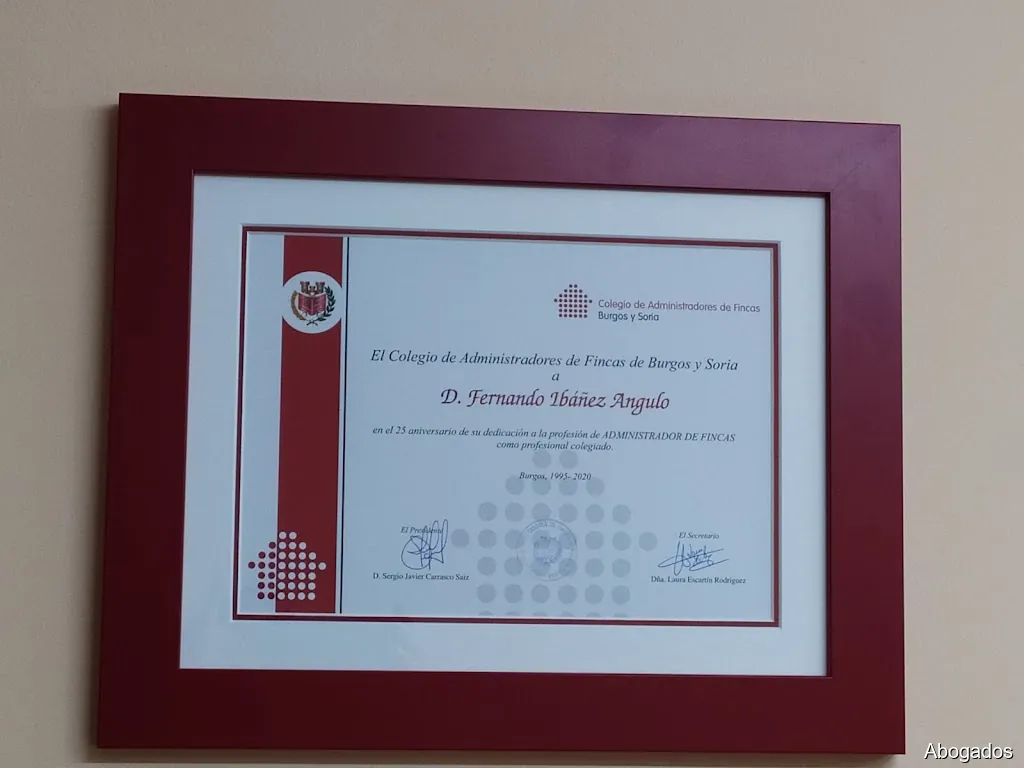 Colegio de Administradores de Fincas
Burgos y Soria
El Colegio de Administradores de Fincas de Burgos y Soria
a
D. Fernando Ibáñez Angulo
en el 25 aniversario de su dedicación a la profesión de ADMINISTRADOR DE FINCAS
como profesional colegiado.
Burgos, 1995- 2020
El Presidente
D. Sergio Javier Carrasco Saiz
El Secretario
Dña. Laura Escartín Rodríguez
Abogados